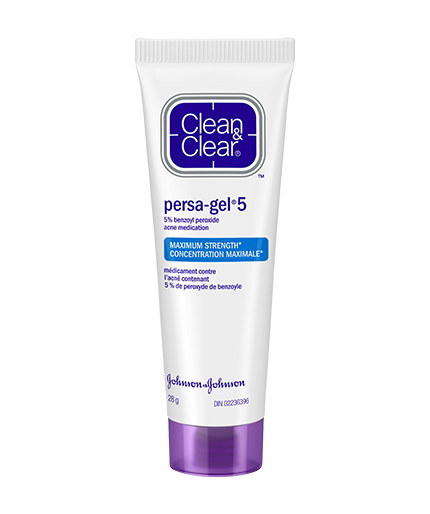 Clean &
Clear®
™
persa-gel®5
5% benzoyl peroxide
acne medication
MAXIMUM STRENGTH*
CONCENTRATION MAXIMALE*
médicament contre
l'acné contenant
5 % de peroxyde de benzoyle
Johnson & Johnson
28 g
DIN 02236396